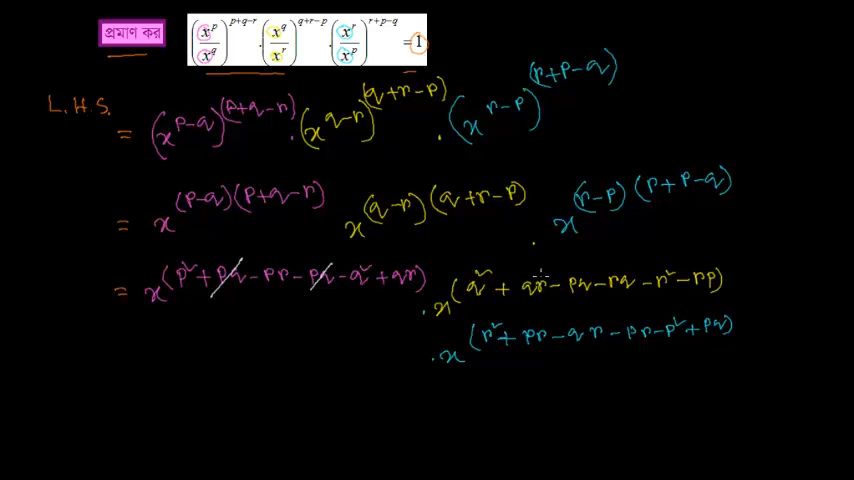 প্রমাণ কর (x^p/x^q)^(p+q-r) . (x^q/x^r)^(q+r-p) . (x^r/x^p)^(r+p-q) = 1
L.H.S.
= (x^(p-q))^(p+q-r) . (x^(q-r))^(q+r-p) . (x^(r-p))^(r+p-q)
= x^(p-q)(p+q-r) x^(q-r)(q+r-p) . x^(r-p)(r+p-q)
= x^(p²+pq-pr-pq-q²+qr) . x^(q²+qr-pq-rq-r²-rp)
. x^(r²+pr-qr-pr-p²+pq)